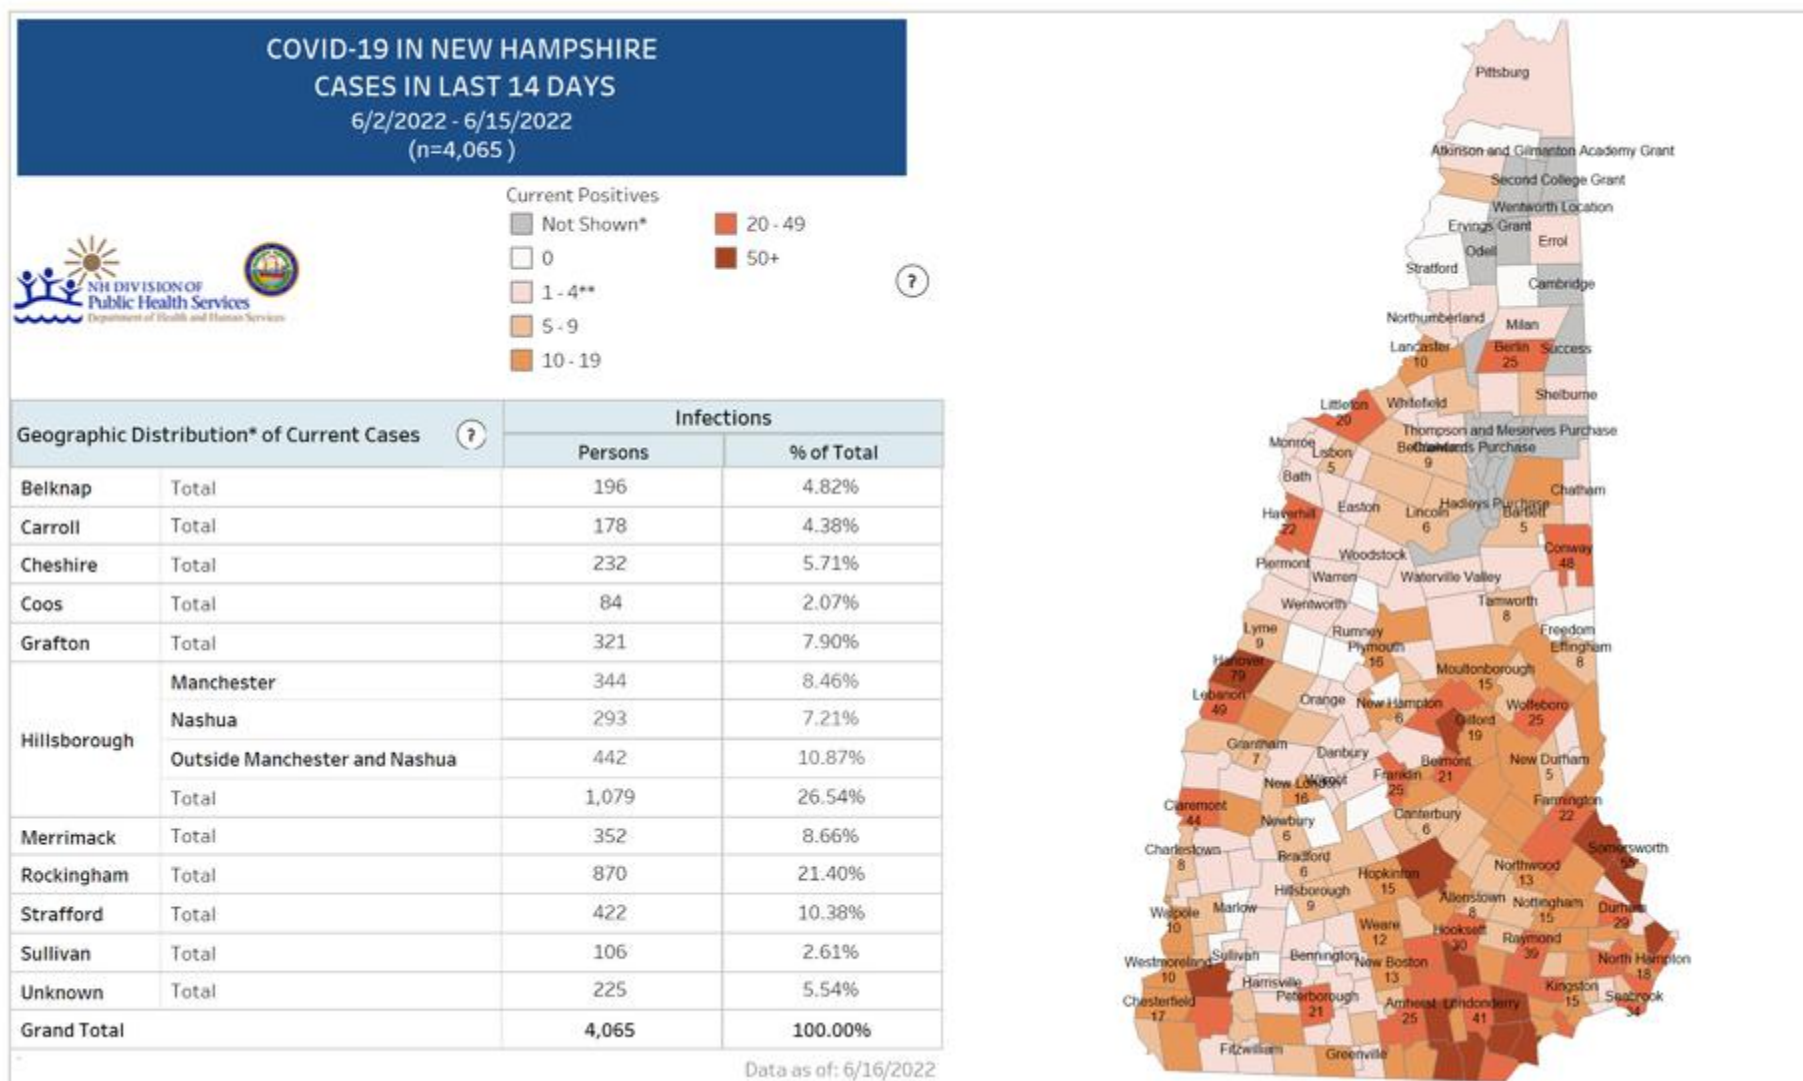 COVID-19 IN NEW HAMPSHIRE
CASES IN LAST 14 DAYS
6/2/2022 - 6/15/2022
(n=4,065 )
NH DIVISION OF
Public Health Services
Department of Health and Human Services
Current Positives
Not Shown*
0
1 - 4**
5 - 9
10 - 19
20 - 49
50+
?
Geographic Distribution* of Current Cases ? Infections
Persons % of Total
Belknap Total 196 4.82%
Carroll Total 178 4.38%
Cheshire Total 232 5.71%
Coos Total 84 2.07%
Grafton Total 321 7.90%
Hillsborough Manchester 344 8.46%
Nashua 293 7.21%
Outside Manchester and Nashua 442 10.87%
Total 1,079 26.54%
Merrimack Total 352 8.66%
Rockingham Total 870 21.40%
Strafford Total 422 10.38%
Sullivan Total 106 2.61%
Unknown Total 225 5.54%
Grand Total 4,065 100.00%
Data as of: 6/16/2022
Pittsburg
Atkinson and Gilmanton Academy Grant
Second College Grant
Wentworth Location
Ervings Grant
Errol
Odell
Stratford
Cambridge
Northumberland
Milan
Lancaster
10
Berlin
25
Success
Shelburne
Whitefield
Littleton
20
Thompson and Meserves Purchase
Monroe
Lisbon
5
9
Bath
Chatham
Easton
Hadleys Purchase
Lincoln
6
Bartlett
5
Haverhill
22
Conway
48
Woodstock
Piermont
Warren
Waterville Valley
Wentworth
Tamworth
8
Lyme
9
Rumney
Plymouth
16
Freedom
Effingham
8
Hanover
79
Moultonborough
15
Lebanon
49
Orange
New Hampton
6
Wolfeboro
25
Gilford
19
Grantham
7
Danbury
Belmont
21
New Durham
5
New London
16
Franklin
25
Claremont
44
Farmington
22
Newbury
6
Canterbury
6
Charlestown
8
Bradford
6
Somersworth
55
Hopkinton
15
Northwood
13
Hillsborough
9
Allenstown
8
Nottingham
15
Walpole
10
Marlow
Durham
29
Weare
12
Hooksett
30
Raymond
39
Westmoreland
10
Sullivan
Bennington
New Boston
13
North Hampton
18
Harrisville
Kingston
15
Chesterfield
17
Peterborough
21
Amherst
25
Londonderry
41
Seabrook
34
Fitzwilliam
Greenville